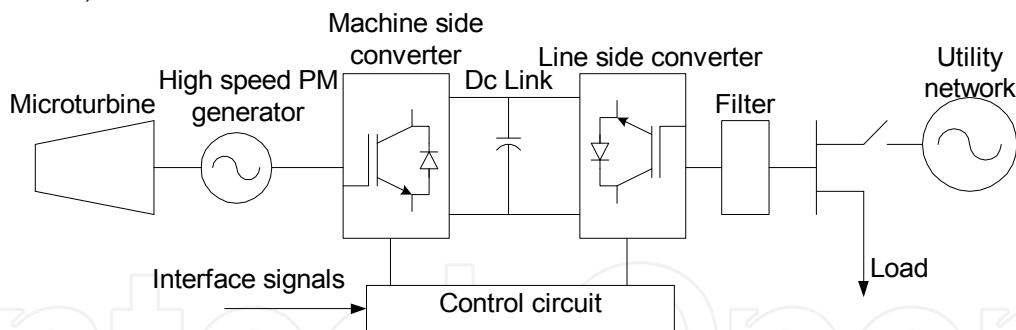 Machine side
converter
High speed PM
generator
Microturbine
Dc Link
Line side converter
Filter
Utility
network
Load
Interface signals
Control circuit